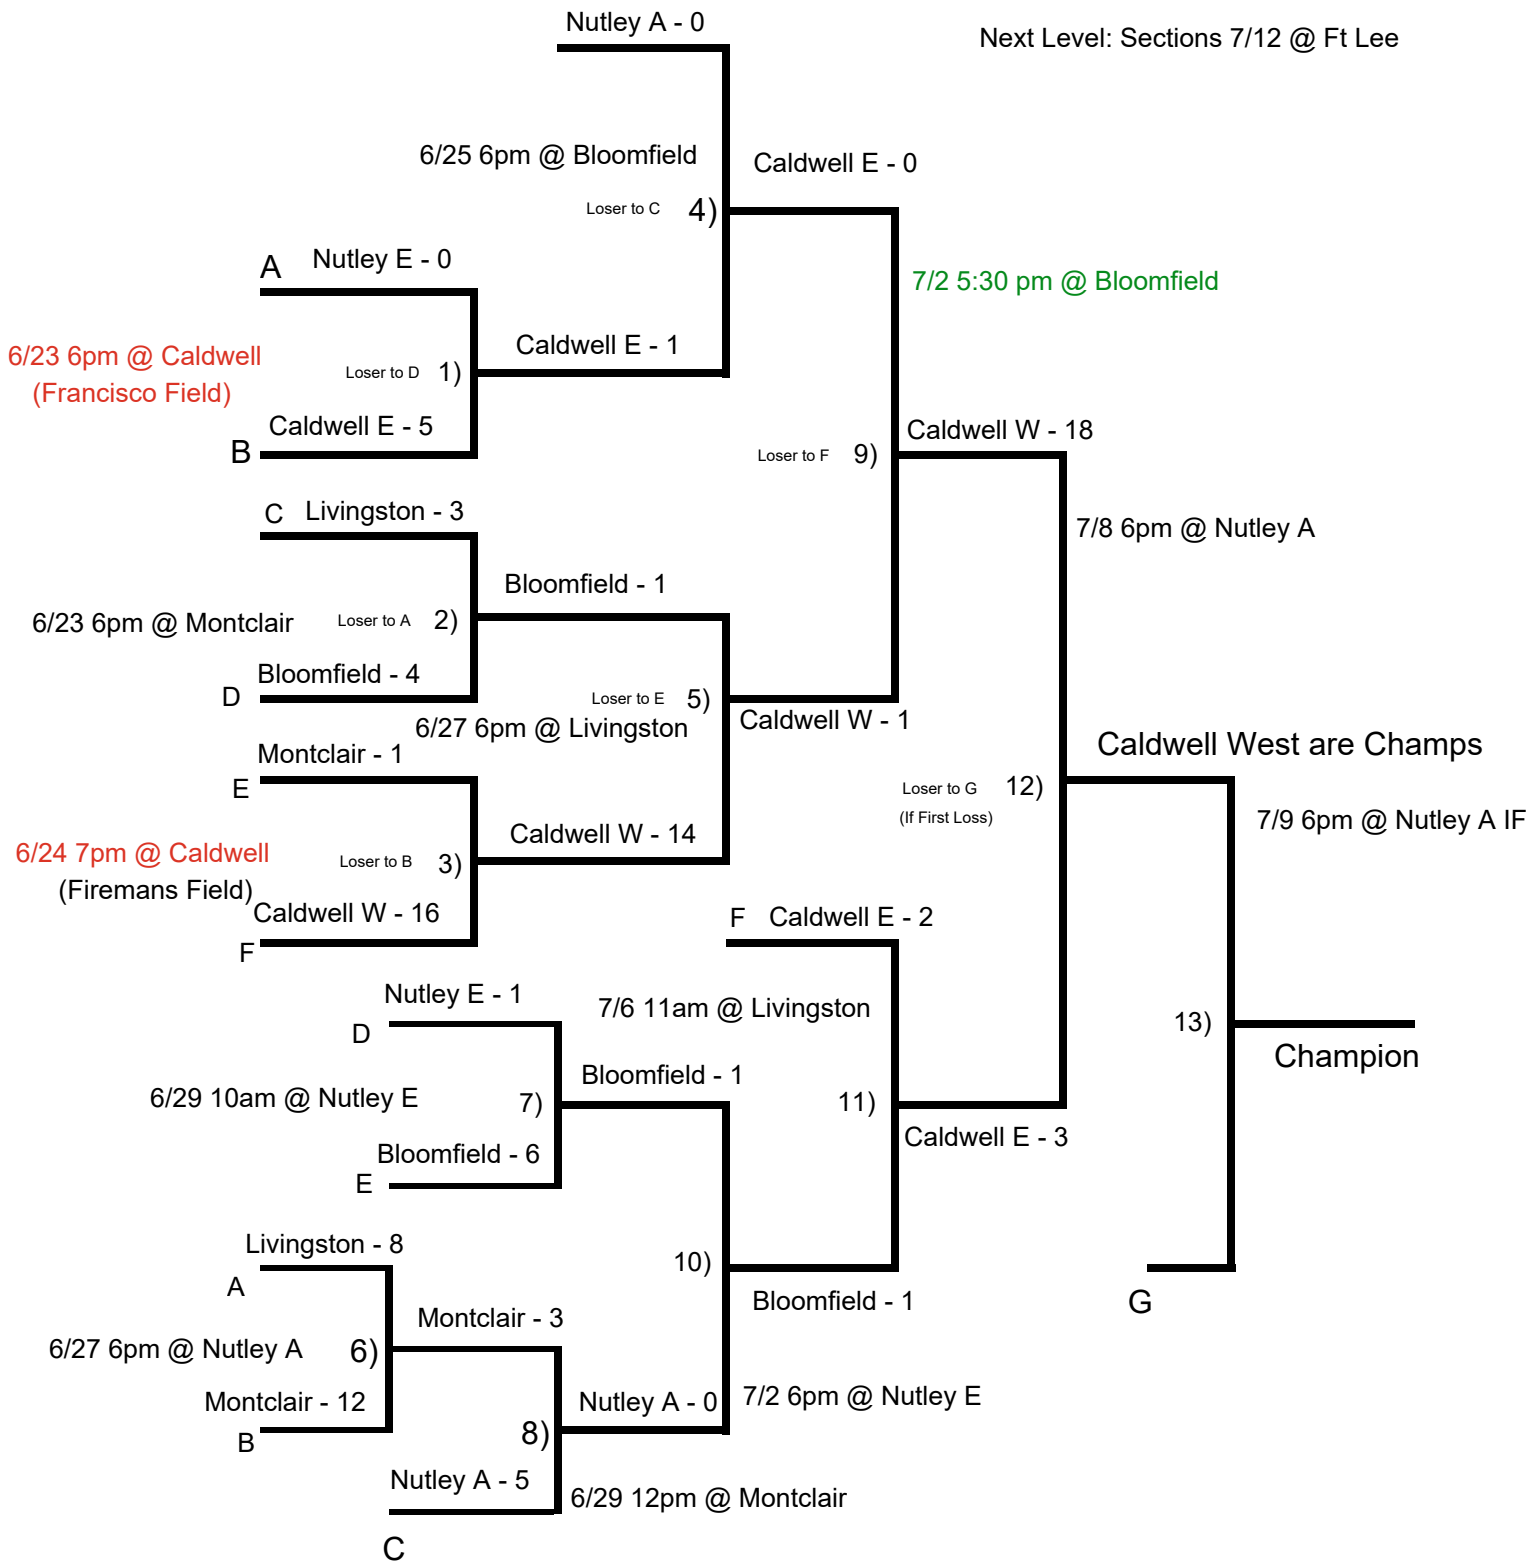 Nutley A - 0
Next Level: Sections 7/12 @ Ft Lee
6/25 6pm @ Bloomfield
Caldwell E - 0
Loser to C 4)
A Nutley E - 0
7/2 5:30 pm @ Bloomfield
6/23 6pm @ Caldwell
(Francisco Field)
Loser to D 1)
Caldwell E - 1
B Caldwell E - 5
Loser to F 9)
Caldwell W - 18
C Livingston - 3
7/8 6pm @ Nutley A
Bloomfield - 1
6/23 6pm @ Montclair
Loser to A 2)
D Bloomfield - 4
Loser to E 5)
6/27 6pm @ Livingston
Caldwell W - 1
Montclair - 1
E
Caldwell West are Champs
Loser to G 12)
(If First Loss)
7/9 6pm @ Nutley A IF
Caldwell W - 14
6/24 7pm @ Caldwell
(Firemans Field)
Loser to B 3)
Caldwell W - 16
F
F Caldwell E - 2
Nutley E - 1
D
7/6 11am @ Livingston
13)
Champion
Bloomfield - 1
6/29 10am @ Nutley E
7)
11)
Caldwell E - 3
Bloomfield - 6
E
Livingston - 8
A
10)
Bloomfield - 1
G
Montclair - 3
6/27 6pm @ Nutley A
6)
Montclair - 12
B
Nutley A - 0
7/2 6pm @ Nutley E
8)
Nutley A - 5
6/29 12pm @ Montclair
C